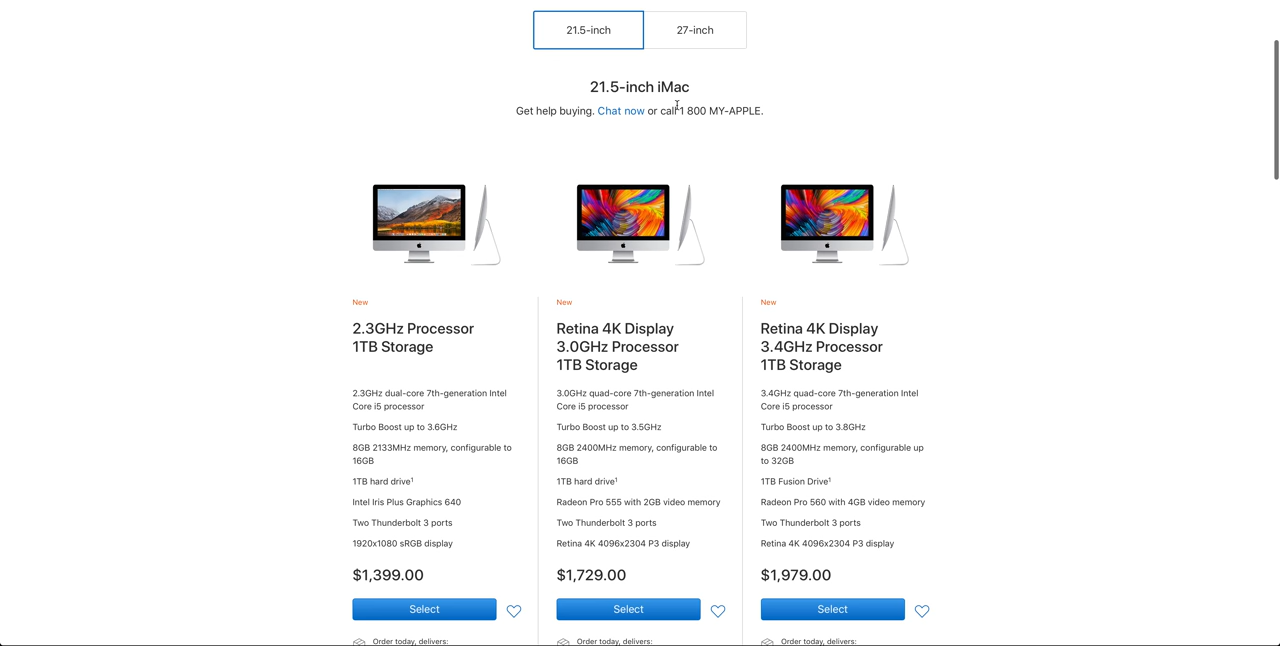 21.5-inch
27-inch
21.5-inch iMac
Get help buying. Chat now or call 1 800 MY-APPLE.
New
2.3GHz Processor
1TB Storage
2.3GHz dual-core 7th-generation Intel
Core i5 processor
Turbo Boost up to 3.6GHz
8GB 2133MHz memory, configurable to
16GB
1TB hard drive¹
Intel Iris Plus Graphics 640
Two Thunderbolt 3 ports
1920x1080 sRGB display
$1,399.00
Select
Order today, delivers:
New
Retina 4K Display
3.0GHz Processor
1TB Storage
3.0GHz quad-core 7th-generation Intel
Core i5 processor
Turbo Boost up to 3.5GHz
8GB 2400MHz memory, configurable to
16GB
1TB hard drive¹
Radeon Pro 555 with 2GB video memory
Two Thunderbolt 3 ports
Retina 4K 4096x2304 P3 display
$1,729.00
Select
Order today, delivers:
New
Retina 4K Display
3.4GHz Processor
1TB Storage
3.4GHz quad-core 7th-generation Intel
Core i5 processor
Turbo Boost up to 3.8GHz
8GB 2400MHz memory, configurable up
to 32GB
1TB Fusion Drive¹
Radeon Pro 560 with 4GB video memory
Two Thunderbolt 3 ports
Retina 4K 4096x2304 P3 display
$1,979.00
Select
Order today, delivers: